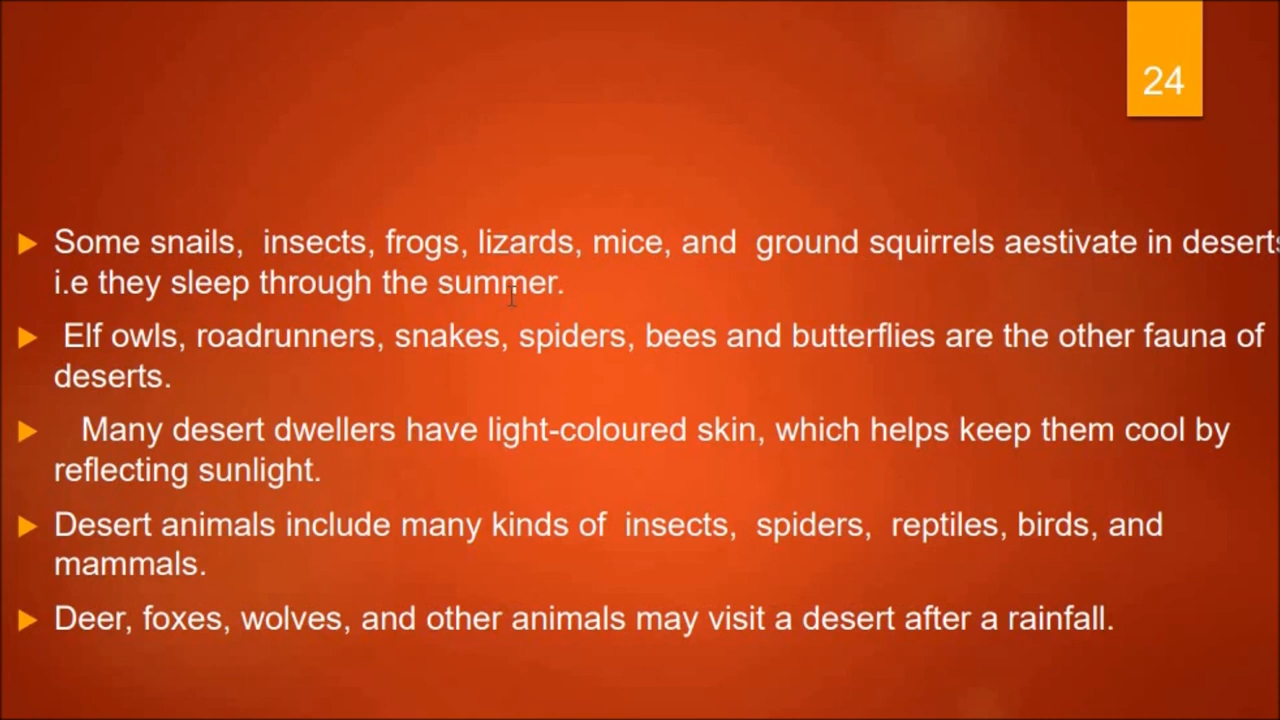 24
Some snails, insects, frogs, lizards, mice, and ground squirrels aestivate in deserts
i.e they sleep through the summer.
Elf owls, roadrunners, snakes, spiders, bees and butterflies are the other fauna of
deserts.
Many desert dwellers have light-coloured skin, which helps keep them cool by
reflecting sunlight.
Desert animals include many kinds of insects, spiders, reptiles, birds, and
mammals.
Deer, foxes, wolves, and other animals may visit a desert after a rainfall.